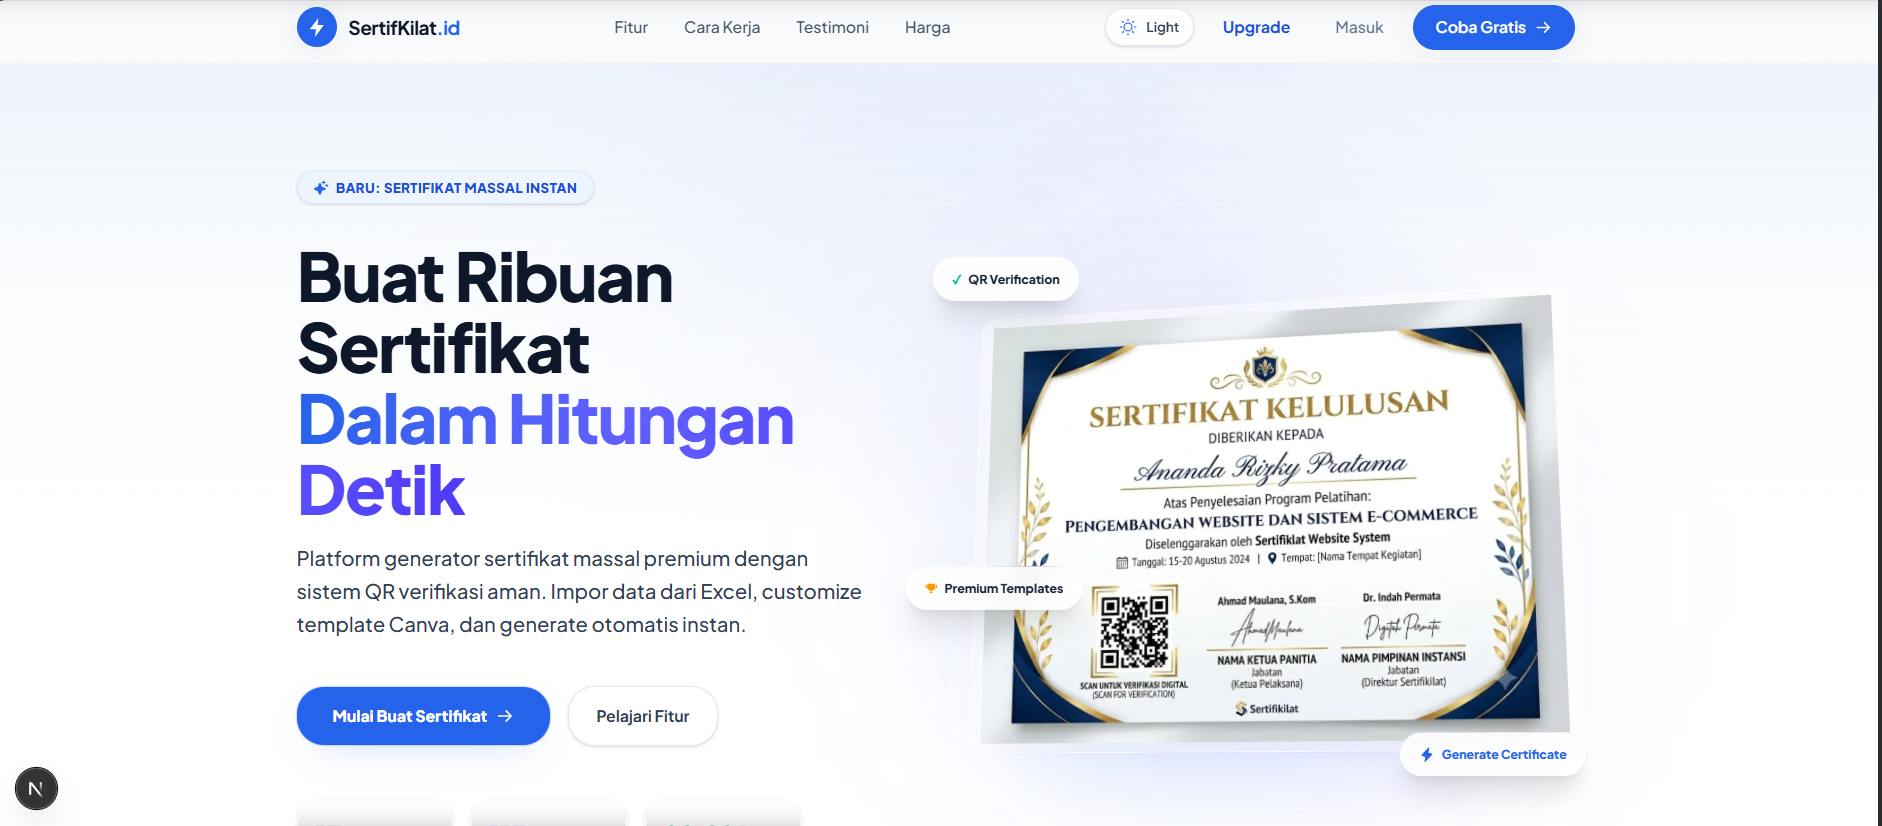 SertifKilat.id
Fitur
Cara Kerja
Testimoni
Harga
Light
Upgrade
Masuk
Coba Gratis
BARU: SERTIFIKAT MASSAL INSTAN
Buat Ribuan
Sertifikat
Dalam Hitungan
Detik
Platform generator sertifikat massal premium dengan
sistem QR verifikasi aman. Impor data dari Excel, customize
template Canva, dan generate otomatis instan.
Mulai Buat Sertifikat
Pelajari Fitur
QR Verification
SERTIFIKAT KELULUSAN
DIBERIKAN KEPADA
Ananda Rizky Pratama
Atas Penyelesaian Program Pelatihan:
PENGEMBANGAN WEBSITE DAN SISTEM E-COMMERCE
Diselenggarakan oleh Sertifiklat Website System
Tanggal: 15-20 Agustus 2024 | Tempat: [Nama Tempat Kegiatan]
Premium Templates
SCAN UNTUK VERIFIKASI DIGITAL
(SCAN FOR VERIFICATION)
Ahmad Maulana, S.Kom
AhmadMaulana
NAMA KETUA PANITIA
Jabatan
(Ketua Pelaksana)
Dr. Indah Permata
NAMA PIMPINAN INSTANSI
Jabatan
(Direktur Sertifikilat)
Sertifikilat
Generate Certificate
N